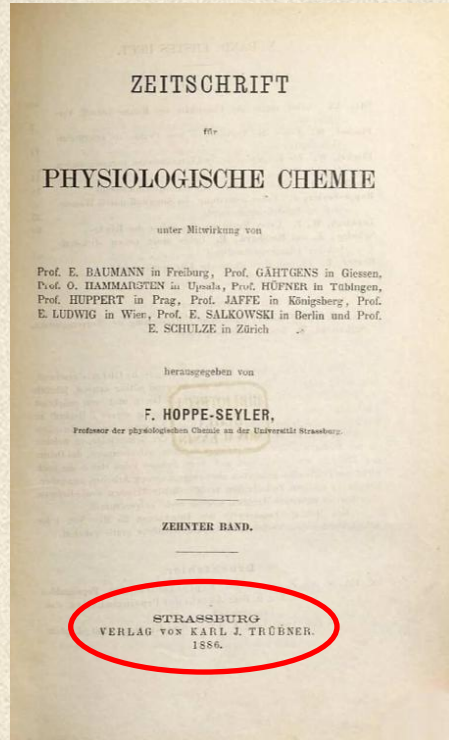 ZEITSCHRIFT
für
PHYSIOLOGISCHE CHEMIE
unter Mitwirkung von
Prof. E. BAUMANN in Freiburg, Prof. GÄHTGENS in Giessen,
Prof. O. HAMMARSTEN in Upsala, Prof. HÜFNER in Tübingen,
Prof. HUPPERT in Prag, Prof. JAFFE in Königsberg, Prof.
E. LUDWIG in Wien, Prof. E. SALKOWSKI in Berlin und Prof.
E. SCHULZE in Zürich
herausgegeben von
F. HOPPE-SEYLER,
Professor der physiologischen Chemie an der Universität Strassburg.
ZEHNTER BAND.
STRASSBURG
VERLAG VON KARL J. TRÜBNER.
1886.